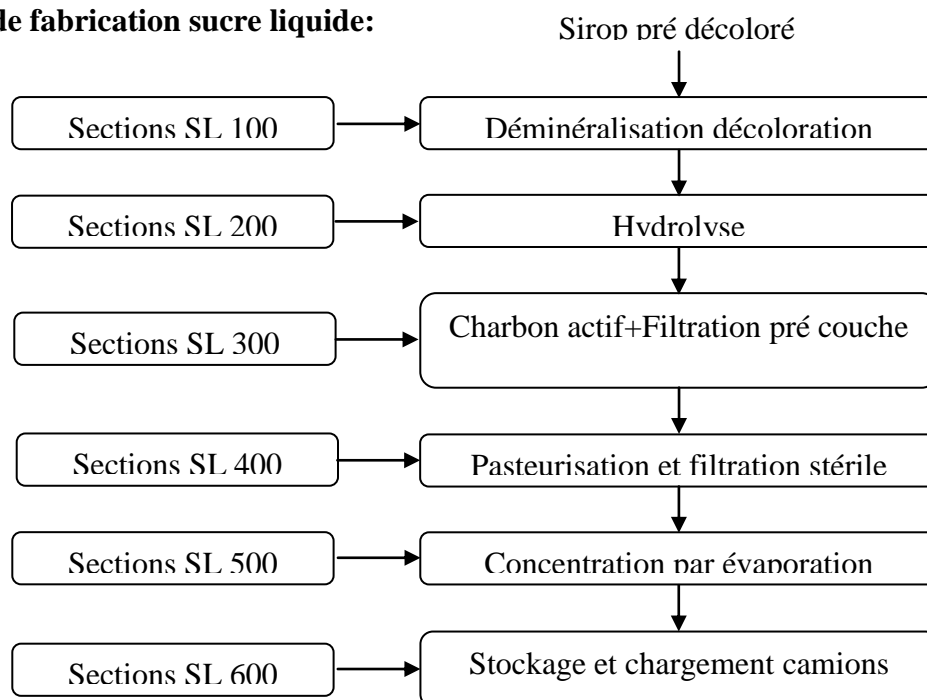 de fabrication sucre liquide:
Sirop pré décoloré
Sections SL 100
Déminéralisation décoloration
Sections SL 200
Hydrolyse
Sections SL 300
Charbon actif+Filtration pré couche
Sections SL 400
Pasteurisation et filtration stérile
Sections SL 500
Concentration par évaporation
Sections SL 600
Stockage et chargement camions